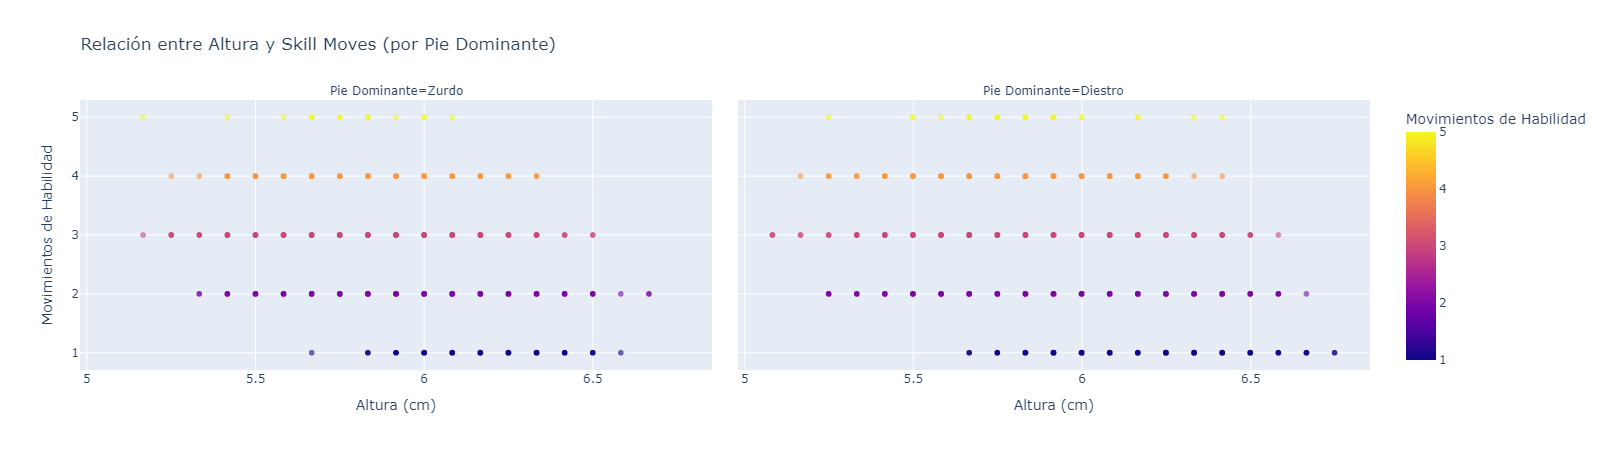 Relación entre Altura y Skill Moves (por Pie Dominante)
Pie Dominante=Zurdo
Pie Dominante=Diestro
Movimientos de Habilidad
5
4
3
2
1
Movimientos de Habilidad
5
4
3
2
1
5
5.5
6
6.5
5
5.5
6
6.5
Altura (cm)
Altura (cm)